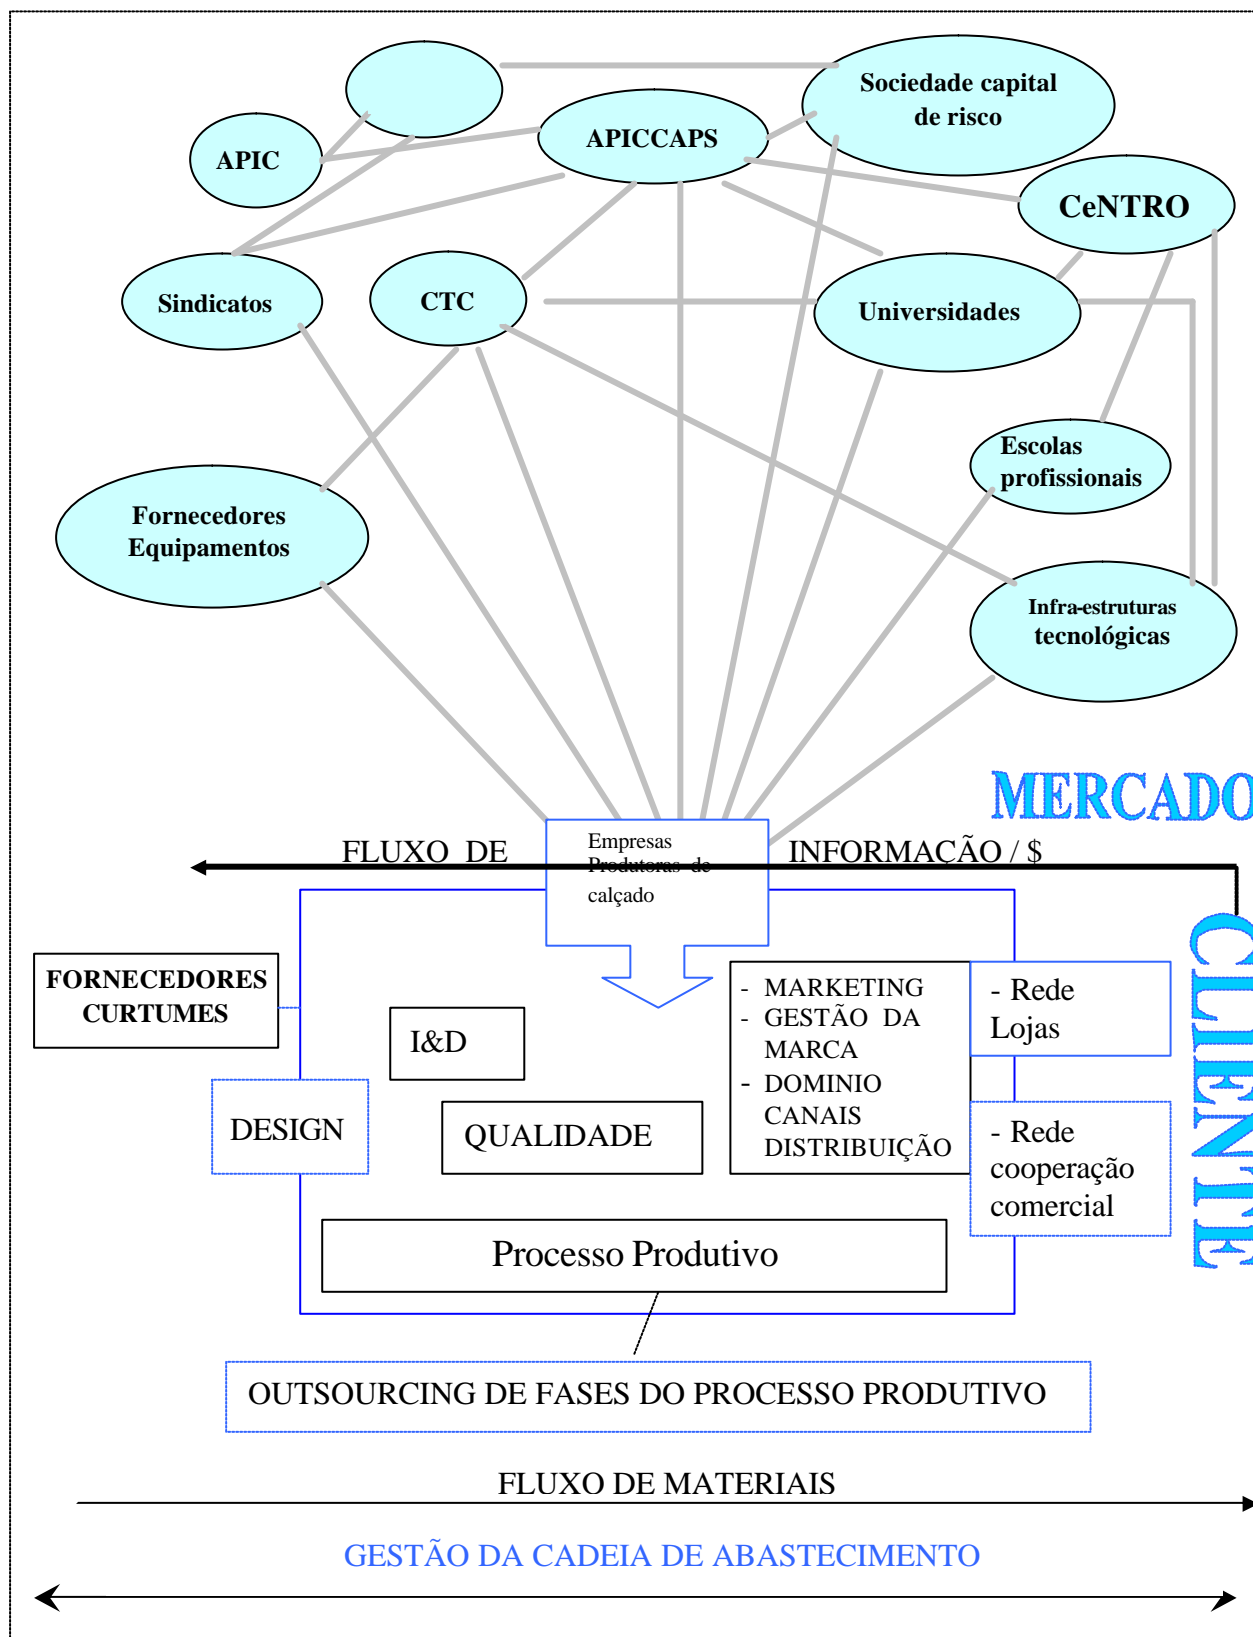 Sociedade capital
de risco
APICCAPS
APIC
CeNTRO
Sindicatos
CTC
Universidades
Escolas
profissionais
Fornecedores
Equipamentos
Infra-estruturas
tecnológicas
MERCADO
Empresas
Produtoras de
calçado
FLUXO DE
INFORMAÇÃO / $
CLIENTE
FORNECEDORES
CURTUMES
- MARKETING
- GESTÃO DA
MARCA
- DOMINIO
CANAIS
DISTRIBUIÇÃO
- Rede
Lojas
I&D
DESIGN
QUALIDADE
- Rede
cooperação
comercial
Processo Produtivo
OUTSOURCING DE FASES DO PROCESSO PRODUTIVO
FLUXO DE MATERIAIS
GESTÃO DA CADEIA DE ABASTECIMENTO